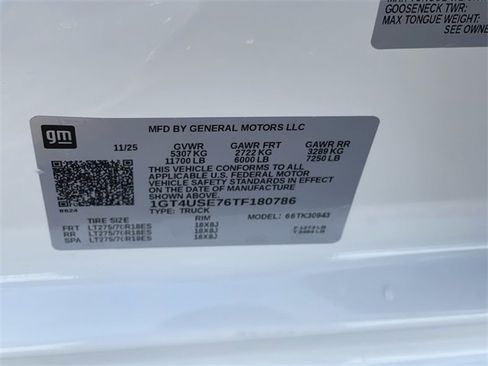 GOOSENECK TWR:
MAX TONGUE WEIGHT:
SEE OWNE
gm
MFD BY GENERAL MOTORS LLC
11/25 GVWR GAWR FRT GAWR RR
5307 KG 2722 KG 3289 KG
11700 LB 6000 LB 7250 LB
THIS VEHICLE CONFORMS TO ALL
APPLICABLE U.S. FEDERAL MOTOR
VEHICLE SAFETY STANDARDS IN
EFFECT ON THE DATE OF MANUFACTURE
SHOWN ABOVE.
1GT4USE76TF180786
TYPE: TRUCK MODEL: 66TK30943
TIRE SIZE RIM
FRT LT275/70R18ES 18X8J
RR LT275/70R18ES 18X8J
SPA LT275/70R18ES 18X8J